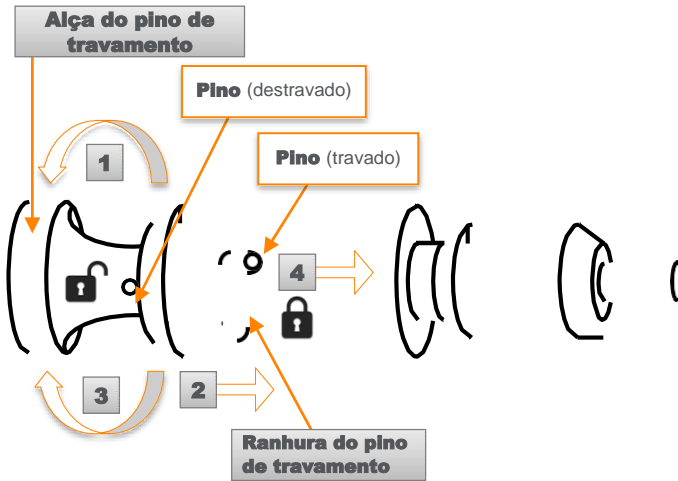 Alça do pino de
travamento
Pino (destravado)
Pino (travado)
1
4
3
2
Ranhura do pino
de travamento